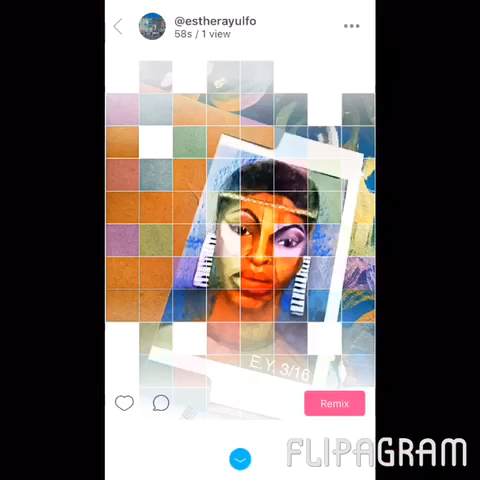 @estherayulfo
58s / 1 view
E.Y. 3/16
Remix
FLIPAGRAM